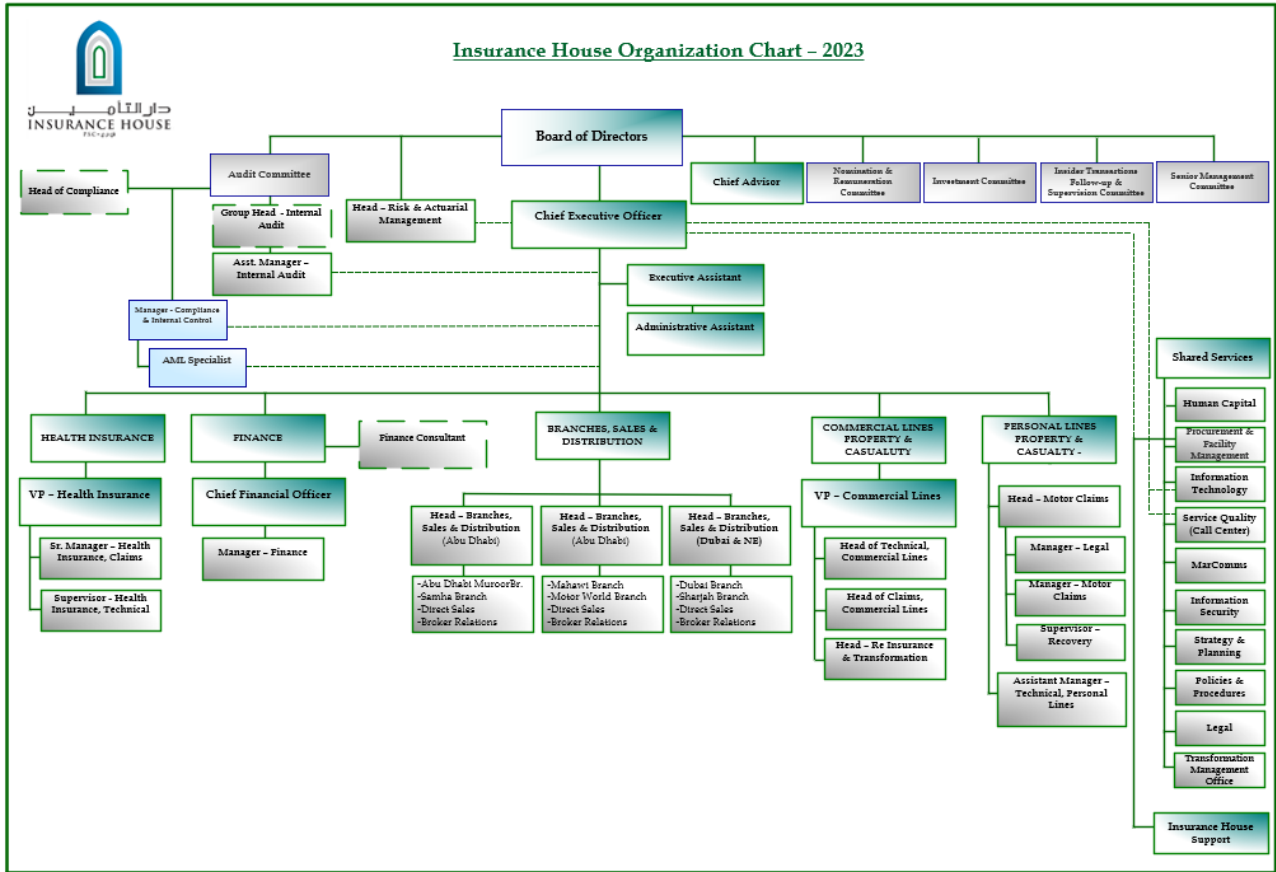 Insurance House Organization Chart – 2023
دار التأميـــن
INSURANCE HOUSE
PSC • ش.م.ع
Board of Directors
Head of Compliance
Audit Committee
Chief Advisor
Nomination &
Remuneration
Committee
Investment Committee
Insider Transactions
Follow-up &
Supervision Committee
Senior Management
Committee
Group Head - Internal
Audit
Head – Risk & Actuarial
Management
Chief Executive Officer
Asst. Manager –
Internal Audit
Executive Assistant
Manager - Compliance
& Internal Control
Administrative Assistant
AML Specialist
HEALTH INSURANCE
VP – Health Insurance
Sr. Manager – Health
Insurance, Claims
Supervisor - Health
Insurance, Technical
FINANCE
Finance Consultant
Chief Financial Officer
Manager – Finance
BRANCHES, SALES &
DISTRIBUTION
Head – Branches,
Sales & Distribution
(Abu Dhabi)
-Abu Dhabi MuroorBr.
-Samha Branch
-Direct Sales
-Broker Relations
Head – Branches,
Sales & Distribution
(Abu Dhabi)
-Mahawi Branch
-Motor World Branch
-Direct Sales
-Broker Relations
Head – Branches,
Sales & Distribution
(Dubai & NE)
-Dubai Branch
-Sharjah Branch
-Direct Sales
-Broker Relations
COMMERCIAL LINES
PROPERTY &
CASUALUTY
VP – Commercial Lines
Head of Technical,
Commercial Lines
Head of Claims,
Commercial Lines
Head – Re Insurance
& Transformation
PERSONAL LINES
PROPERTY &
CASUALTY -
Head – Motor Claims
Manager – Legal
Manager – Motor
Claims
Supervisor –
Recovery
Assistant Manager –
Technical, Personal
Lines
Shared Services
Human Capital
Procurement &
Facility
Management
Information
Technology
Service Quality
(Call Center)
MarComms
Information
Security
Strategy &
Planning
Policies &
Procedures
Legal
Transformation
Management
Office
Insurance House
Support